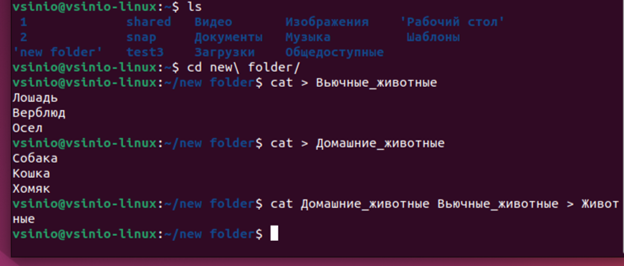 vsinio@vsinio-linux:~$ ls
1 shared Видео Изображения 'Рабочий стол'
2 snap Документы Музыка Шаблоны
'new folder' test3 Загрузки Общедоступные
vsinio@vsinio-linux:~$ cd new\ folder/
vsinio@vsinio-linux:~/new folder$ cat > Вьючные_животные
Лошадь
Верблюд
Осел
vsinio@vsinio-linux:~/new folder$ cat > Домашние_животные
Собака
Кошка
Хомяк
vsinio@vsinio-linux:~/new folder$ cat Домашние_животные Вьючные_животные > Живот
ные
vsinio@vsinio-linux:~/new folder$